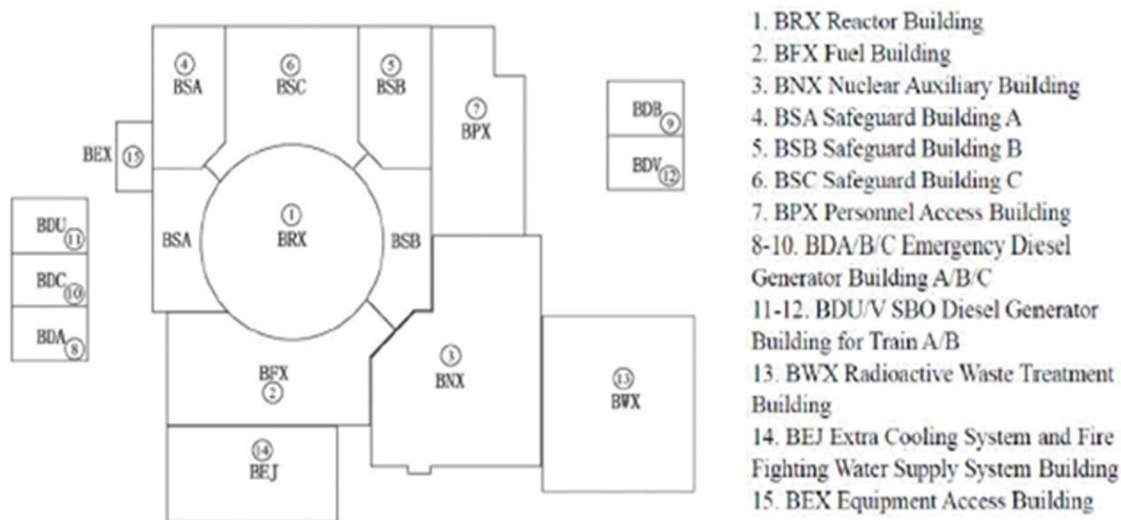 ④
BSA
⑥
BSC
⑤
BSB
⑦
BPX
BDB
⑨
BDV
⑫
BEX
⑮
BDU
⑪
BDC
⑩
BDA
⑧
BSA
①
BRX
BSB
BFX
②
③
BNX
⑬
BWX
⑭
BEJ
1. BRX Reactor Building
2. BFX Fuel Building
3. BNX Nuclear Auxiliary Building
4. BSA Safeguard Building A
5. BSB Safeguard Building B
6. BSC Safeguard Building C
7. BPX Personnel Access Building
8-10. BDA/B/C Emergency Diesel
Generator Building A/B/C
11-12. BDU/V SBO Diesel Generator
Building for Train A/B
13. BWX Radioactive Waste Treatment
Building
14. BEJ Extra Cooling System and Fire
Fighting Water Supply System Building
15. BEX Equipment Access Building